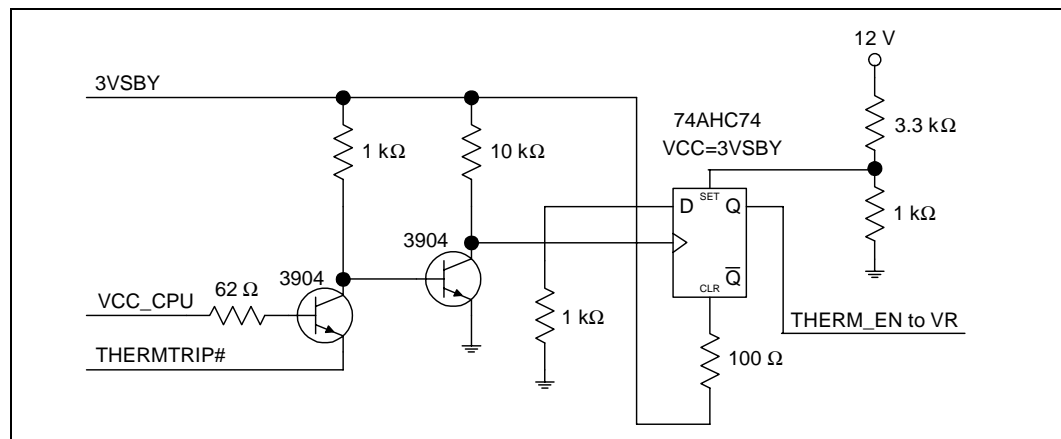 12 V
3VSBY
74AHC74
VCC=3VSBY
3.3 kΩ
1 kΩ
10 kΩ
SET
D Q
1 kΩ
3904
3904
Q̅
CLR
VCC_CPU
62 Ω
1 kΩ
THERM_EN to VR
THERMTRIP#
100 Ω